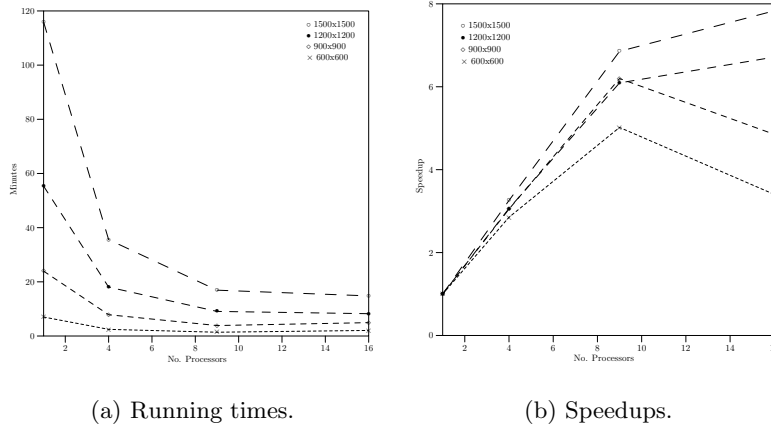 120
100
80
60
40
20
0
Minutes
1500x1500
1200x1200
900x900
600x600
2 4 6 8 10 12 14 16
No. Processors
(a) Running times.
8
6
4
2
0
Speedup
1500x1500
1200x1200
900x900
600x600
2 4 6 8 10 12 14
No. Processors
(b) Speedups.